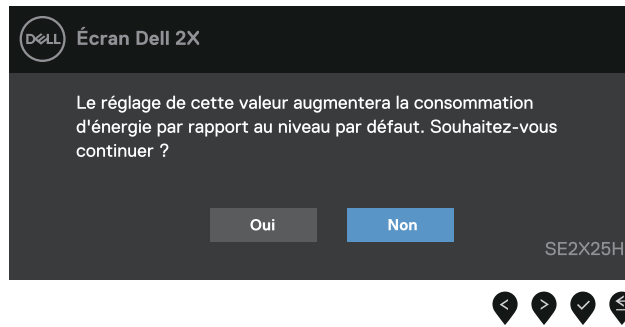 DELL
Écran Dell 2X
Le réglage de cette valeur augmentera la consommation
d'énergie par rapport au niveau par défaut. Souhaitez-vous
continuer ?
Oui
Non
SE2X25H